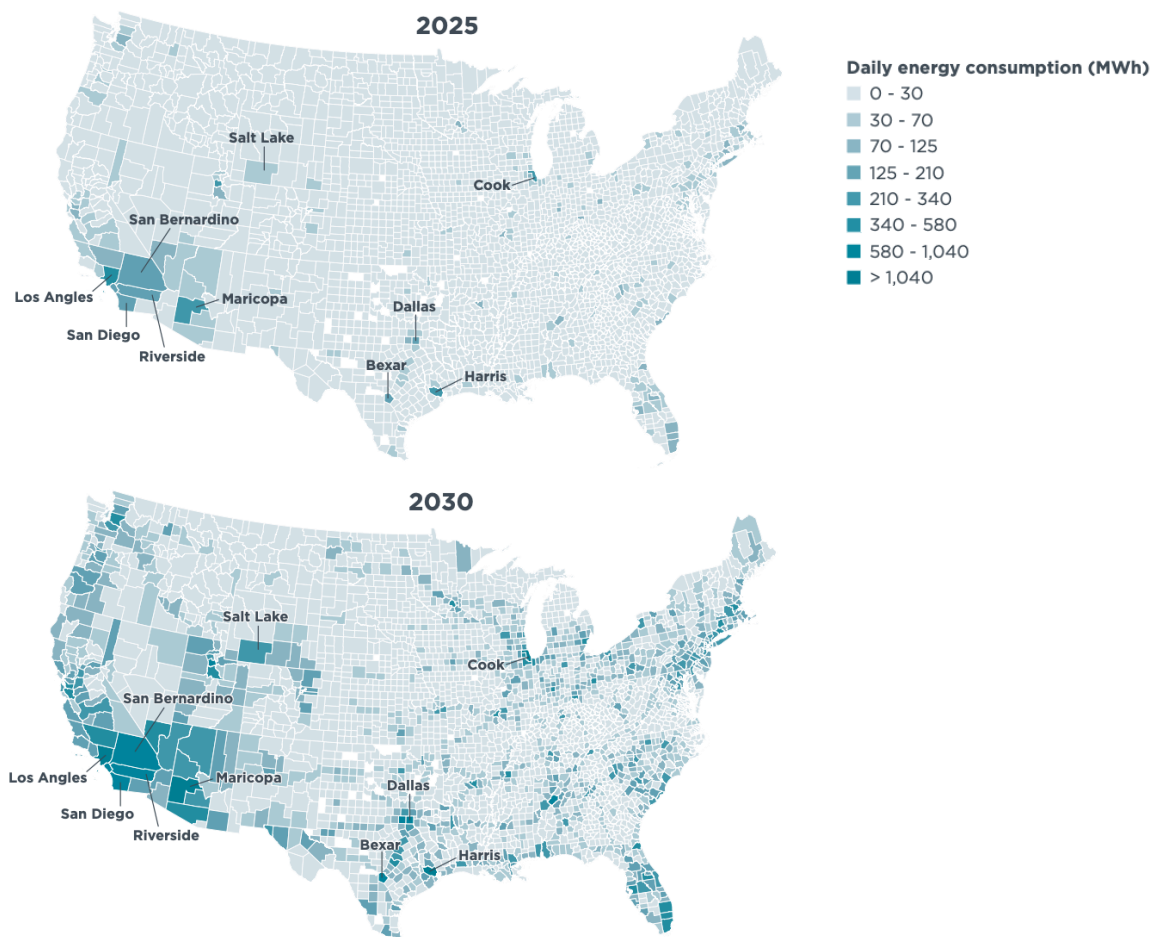 2025
Daily energy consumption (MWh)
0 - 30
30 - 70
70 - 125
125 - 210
210 - 340
340 - 580
580 - 1,040
> 1,040
Salt Lake
Cook
San Bernardino
Los Angles
Maricopa
San Diego
Riverside
Dallas
Bexar
Harris
2030
Salt Lake
Cook
San Bernardino
Los Angles
Maricopa
San Diego
Riverside
Dallas
Bexar
Harris